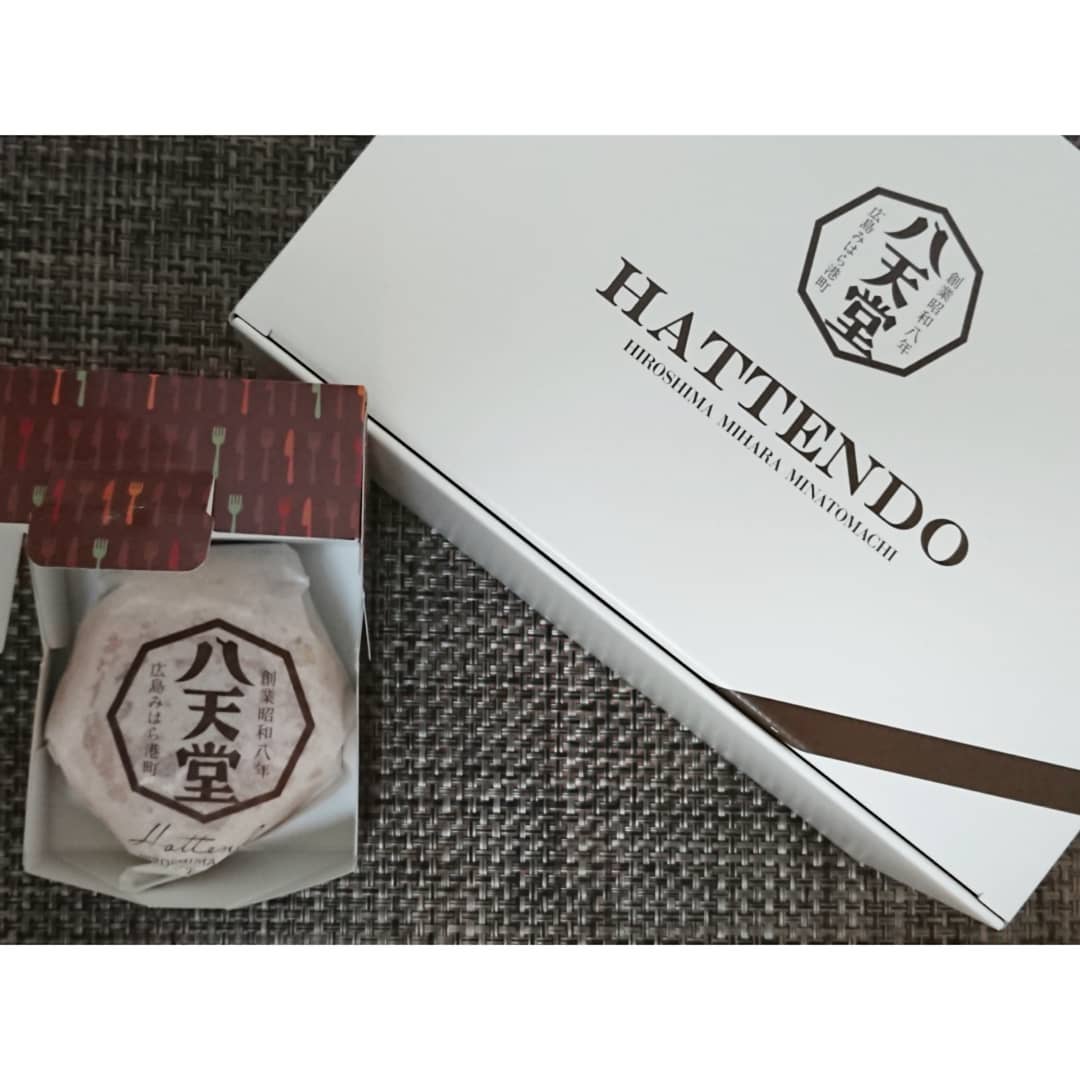 創業昭和八年
八天堂
広島みはら港町
HATTENDO
HIROSHIMA MIHARA MINATOMACHI
創業昭和八年
八天堂
広島みはら港町